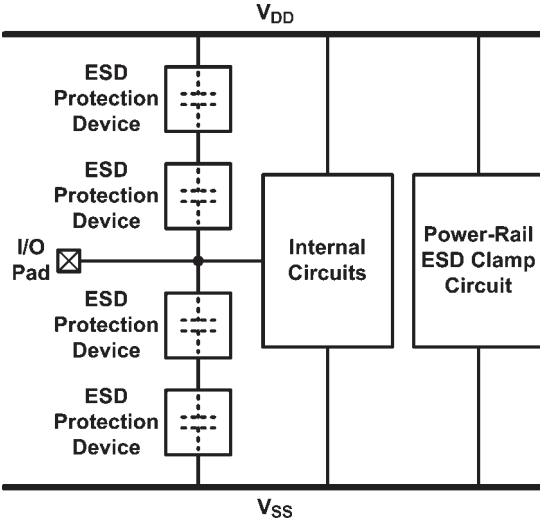 VDD
ESD
Protection
Device
ESD
Protection
Device
I/O
Pad
Internal
Circuits
Power-Rail
ESD Clamp
Circuit
ESD
Protection
Device
ESD
Protection
Device
VSS